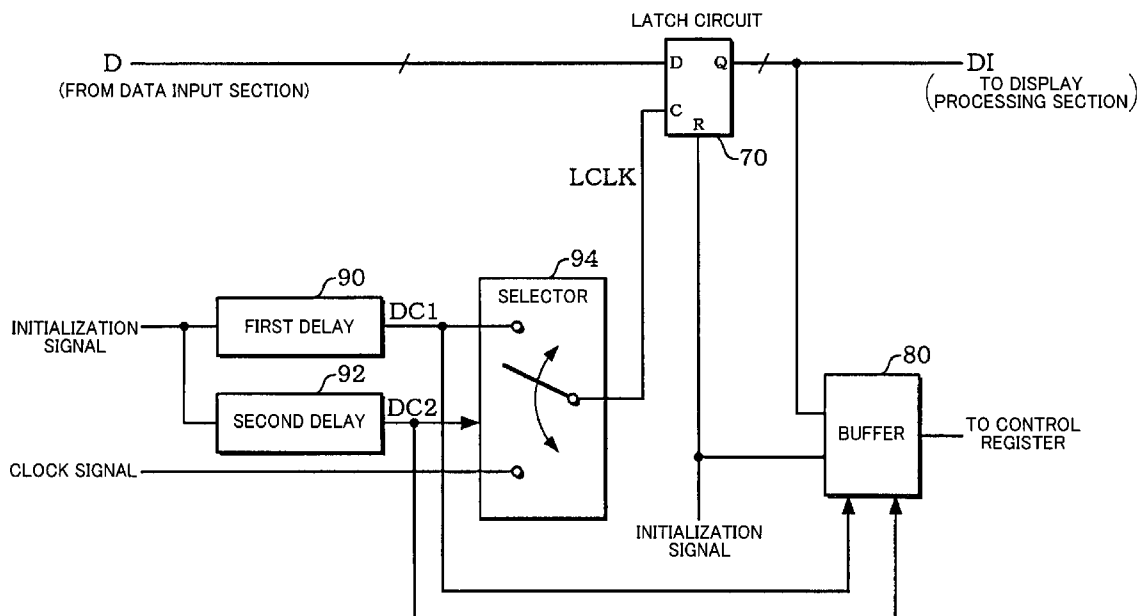 LATCH CIRCUIT
D
(FROM DATA INPUT SECTION)
D Q
C
R
70
DI
(TO DISPLAY
PROCESSING SECTION)
LCLK
94
SELECTOR
90
INITIALIZATION
SIGNAL
FIRST DELAY
DC1
92
SECOND DELAY
DC2
CLOCK SIGNAL
80
BUFFER
TO CONTROL
REGISTER
INITIALIZATION
SIGNAL